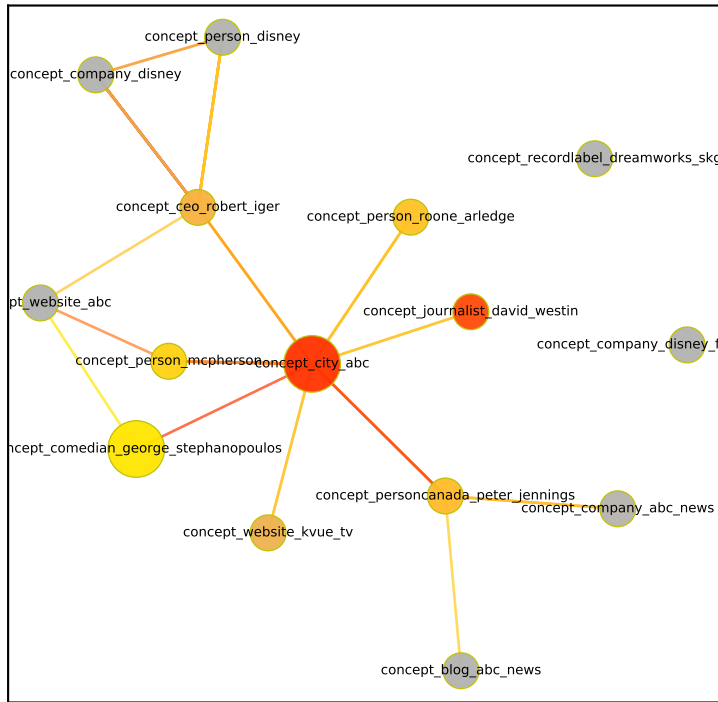 concept_person_disney
concept_company_disney
concept_recordlabel_dreamworks_skg
concept_ceo_robert_iger
concept_person_roone_arledge
pt_website_abc
concept_journalist_david_westin
concept_company_disney_f
concept_person_mcpherson
concept_city_abc
ncept_comedian_george_stephanopoulos
concept_personcanada_peter_jennings
concept_company_abc_news
concept_website_kvue_tv
concept_blog_abc_news